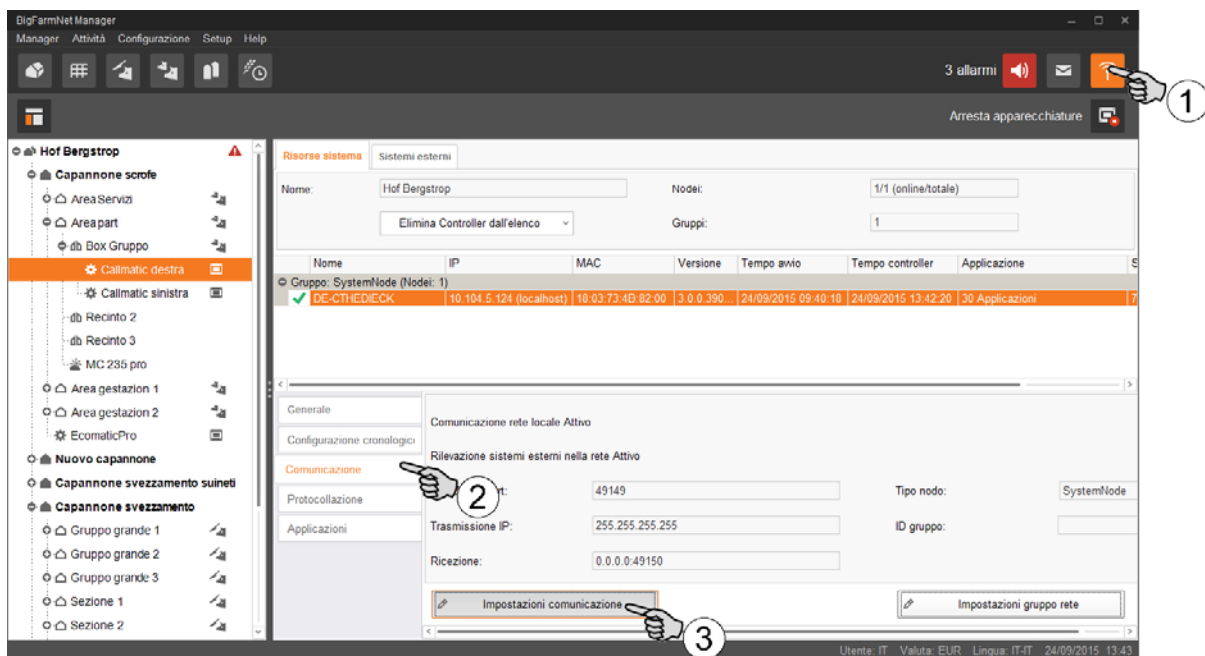 BigFarmNet Manager
Manager Attività Configurazione Setup Help
3 allarmi
1
Arresta apparecchiature
Hof Bergstrop
Capannone scrofe
Area Servizi
Area part
Box Gruppo
Callmatic destra
Callmatic sinistra
Recinto 2
Recinto 3
MC 235 pro
Area gestazion 1
Area gestazion 2
EcomaticPro
Nuovo capannone
Capannone svezzamento suineti
Capannone svezzamento
Gruppo grande 1
Gruppo grande 2
Gruppo grande 3
Sezione 1
Sezione 2
Risorse sistema Sistemi esterni
Nome: Hof Bergstrop Nodei: 1/1 (online/totale)
Elimina Controller dall'elenco Gruppi: 1
Nome IP MAC Versione Tempo avvio Tempo controller Applicazione S
Gruppo: SystemNode (Nodei: 1)
DE-CTHEDIECK 10.104.5.124 (localhost) 18:03:73:4B:82:00 3.0.0.390... 24/09/2015 09:40:18 24/09/2015 13:42:20 30 Applicazioni 7
Generale
Configurazione cronologici
Comunicazione
Protocollazione
Applicazioni
2
Comunicazione rete locale Attivo
Rilevazione sistemi esterni nella rete Attivo
rt: 49149 Tipo nodo: SystemNode
Trasmissione IP: 255.255.255.255 ID gruppo:
Ricezione: 0.0.0.0:49150
Impostazioni comunicazione Impostazioni gruppo rete
3
Utente: IT Valuta: EUR Lingua: IT-IT 24/09/2015 13:43